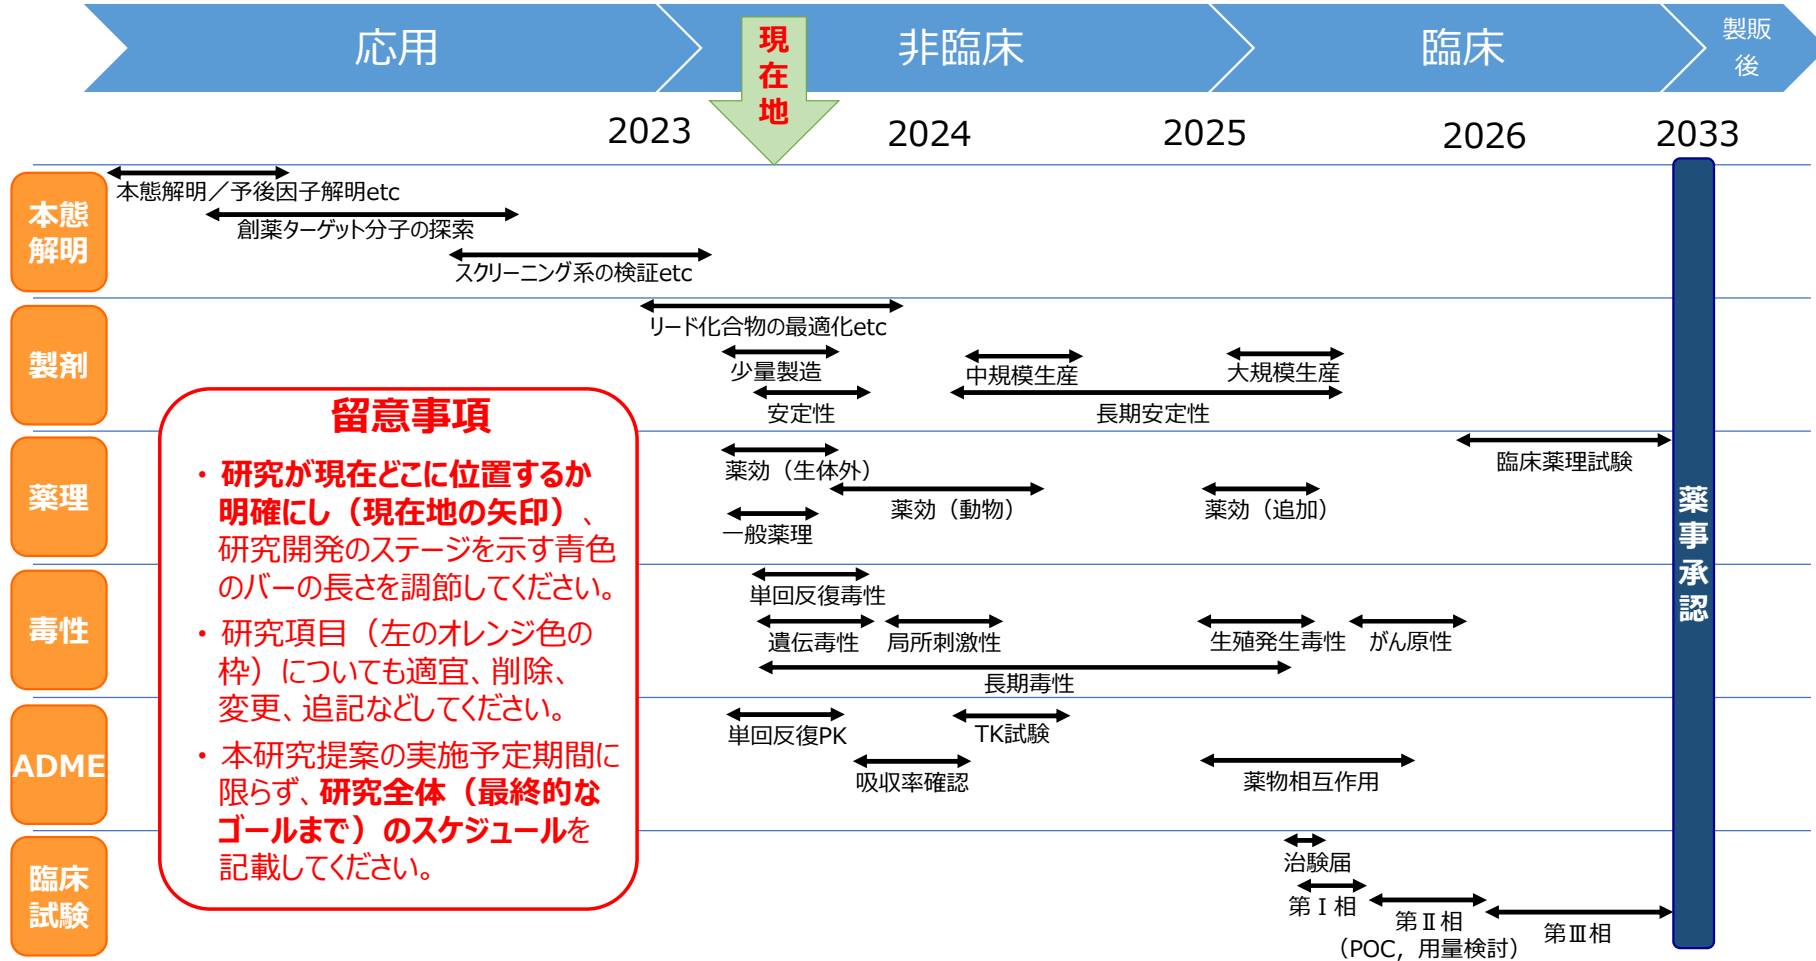 応用
現
在
地
非臨床
臨床
製販
後
2023
2024
2025
2026
2033
本態
解明
本態解明／予後因子解明etc
創薬ターゲット分子の探索
スクリーニング系の検証etc
製剤
リード化合物の最適化etc
少量製造
中規模生産
大規模生産
安定性
長期安定性
薬理
薬効（生体外）
臨床薬理試験
薬効（動物）
薬効（追加）
一般薬理
毒性
単回反復毒性
遺伝毒性
局所刺激性
生殖発生毒性
がん原性
長期毒性
ADME
単回反復PK
TK試験
吸収率確認
薬物相互作用
臨床
試験
治験届
第Ⅰ相
第Ⅱ相
（POC，用量検討）
第Ⅲ相
薬
事
承
認
留意事項
・研究が現在どこに位置するか
明確にし（現在地の矢印）、
研究開発のステージを示す青色
のバーの長さを調節してください。
・研究項目（左のオレンジ色の
枠）についても適宜、削除、
変更、追記などしてください。
・本研究提案の実施予定期間に
限らず、研究全体（最終的な
ゴールまで）のスケジュールを
記載してください。